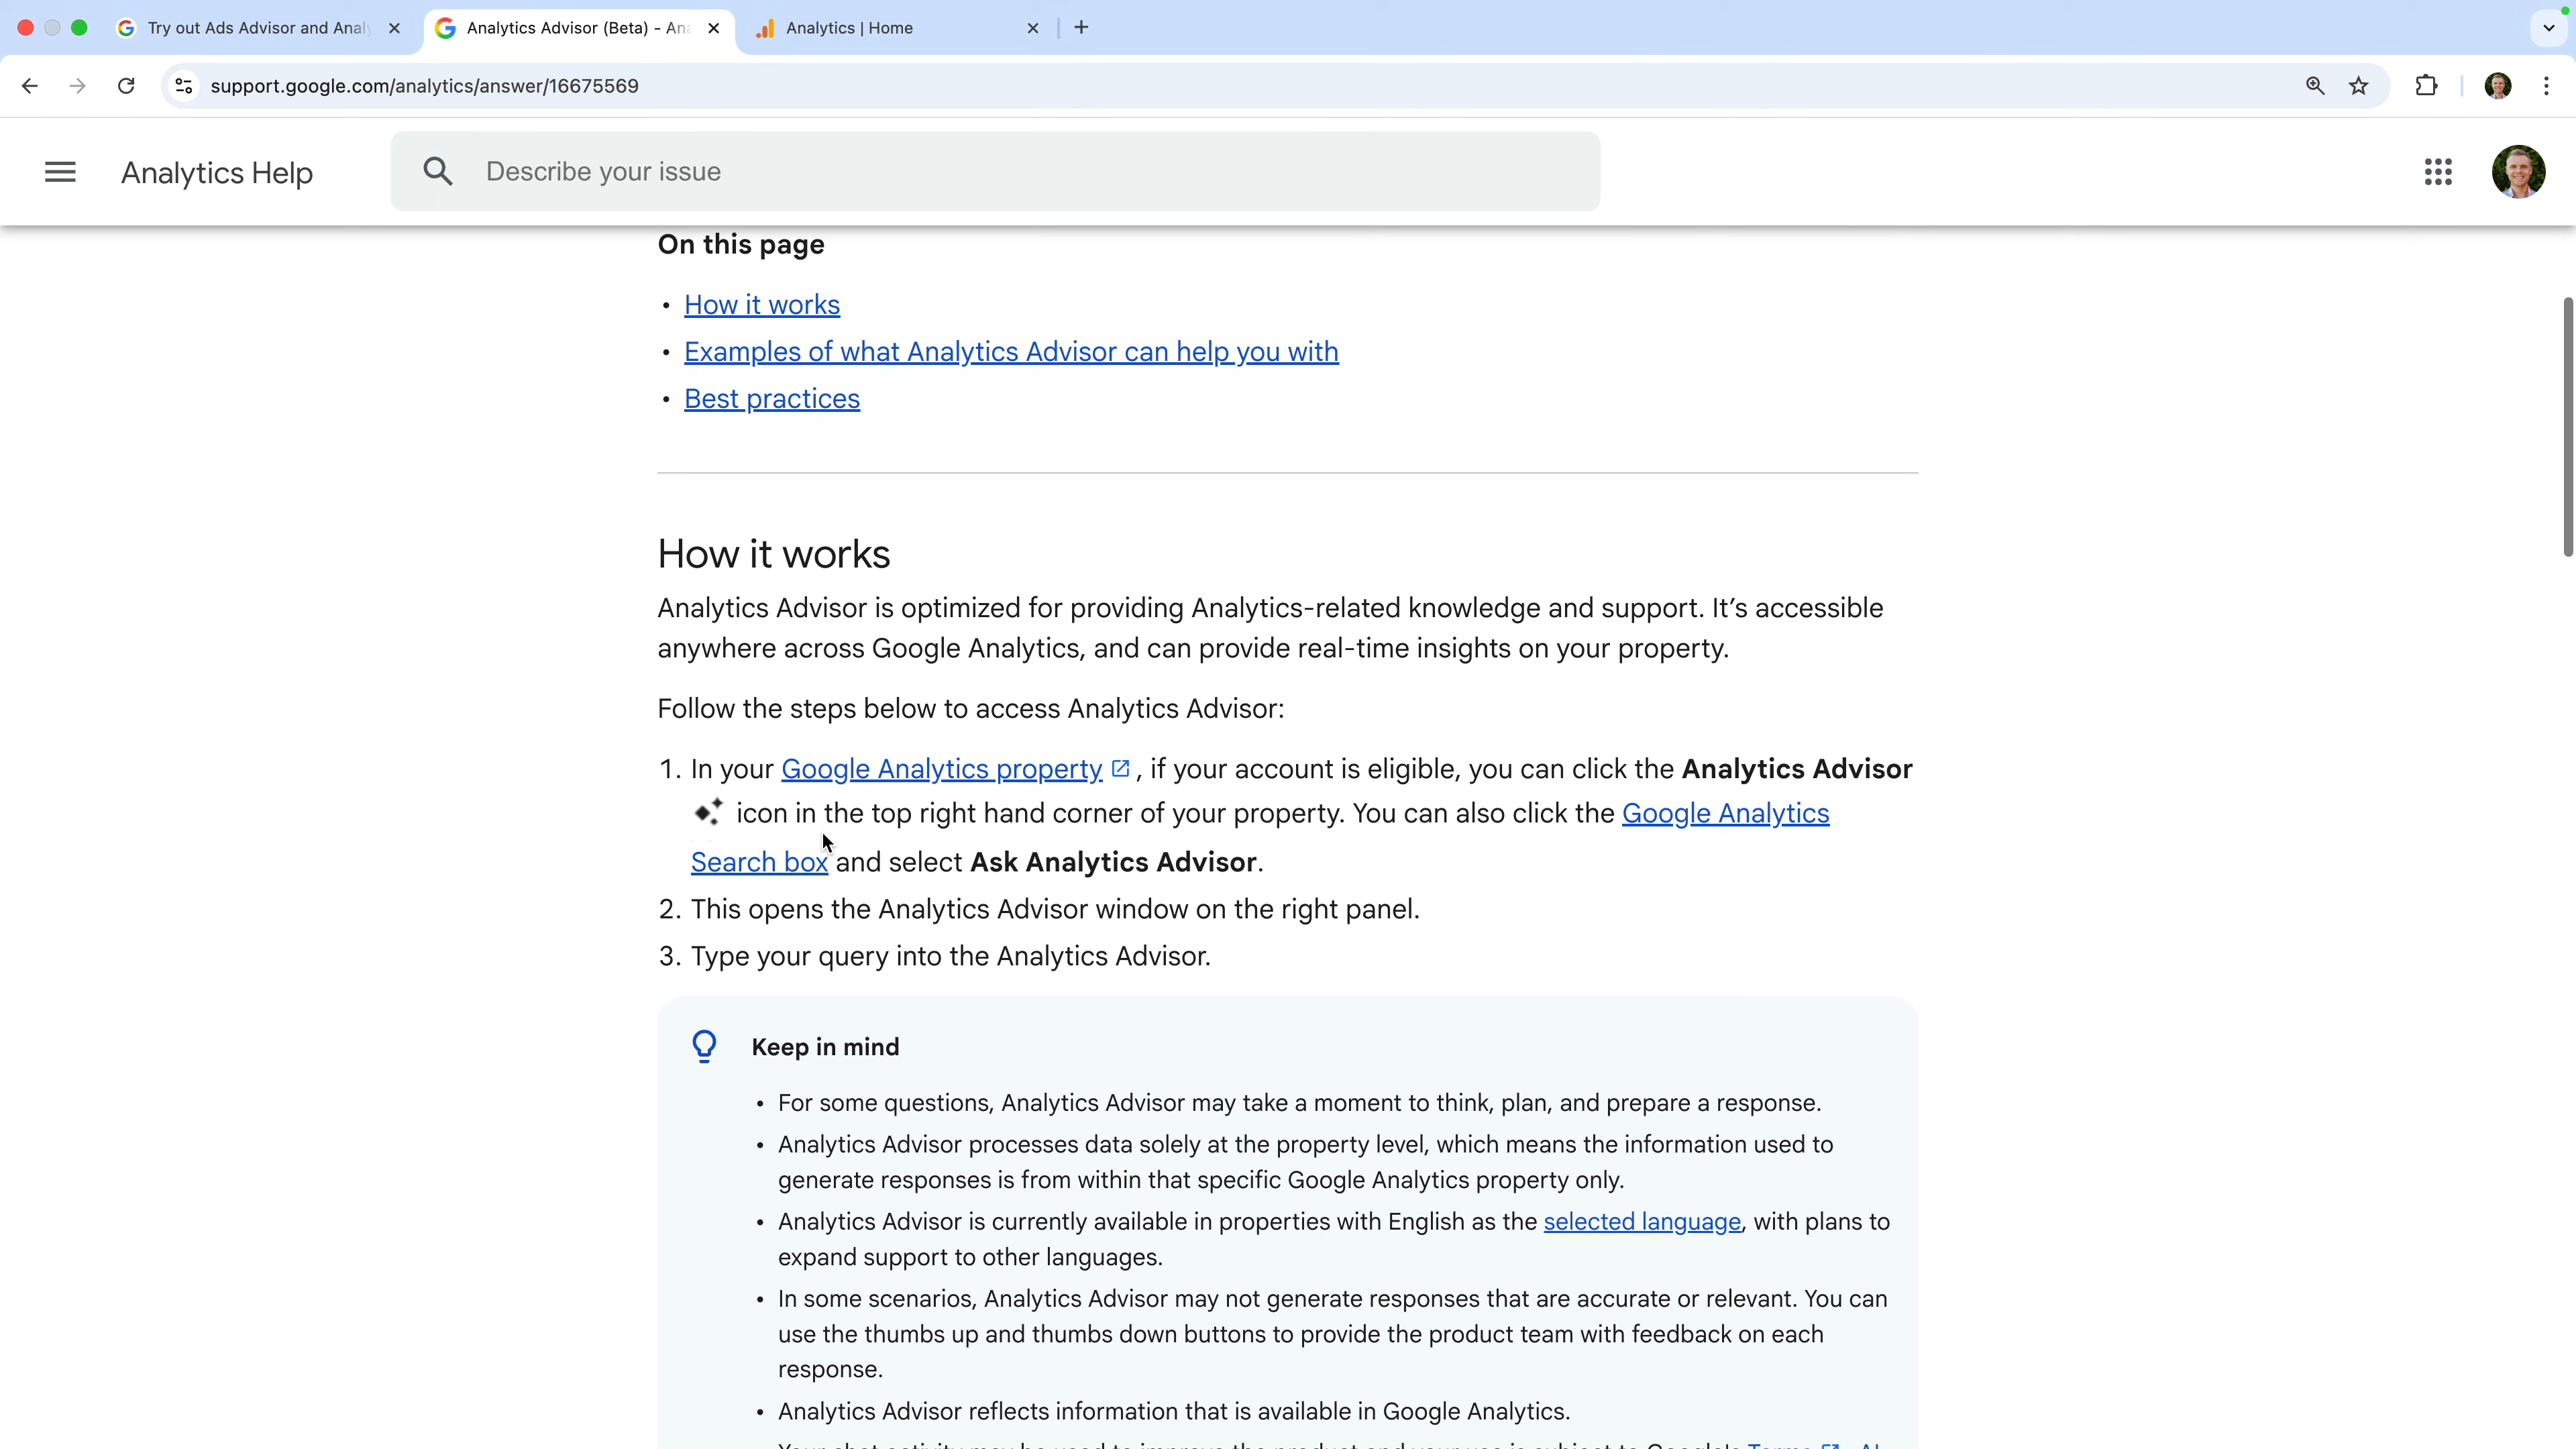 Try out Ads Advisor and Analy
Analytics Advisor (Beta) - Ana
Analytics | Home
support.google.com/analytics/answer/16675569
Analytics Help
Describe your issue
On this page
• How it works
• Examples of what Analytics Advisor can help you with
• Best practices
How it works
Analytics Advisor is optimized for providing Analytics-related knowledge and support. It’s accessible
anywhere across Google Analytics, and can provide real-time insights on your property.
Follow the steps below to access Analytics Advisor:
1. In your Google Analytics property , if your account is eligible, you can click the Analytics Advisor
icon in the top right hand corner of your property. You can also click the Google Analytics
Search box and select Ask Analytics Advisor.
2. This opens the Analytics Advisor window on the right panel.
3. Type your query into the Analytics Advisor.
Keep in mind
• For some questions, Analytics Advisor may take a moment to think, plan, and prepare a response.
• Analytics Advisor processes data solely at the property level, which means the information used to
generate responses is from within that specific Google Analytics property only.
• Analytics Advisor is currently available in properties with English as the selected language, with plans to
expand support to other languages.
• In some scenarios, Analytics Advisor may not generate responses that are accurate or relevant. You can
use the thumbs up and thumbs down buttons to provide the product team with feedback on each
response.
• Analytics Advisor reflects information that is available in Google Analytics.